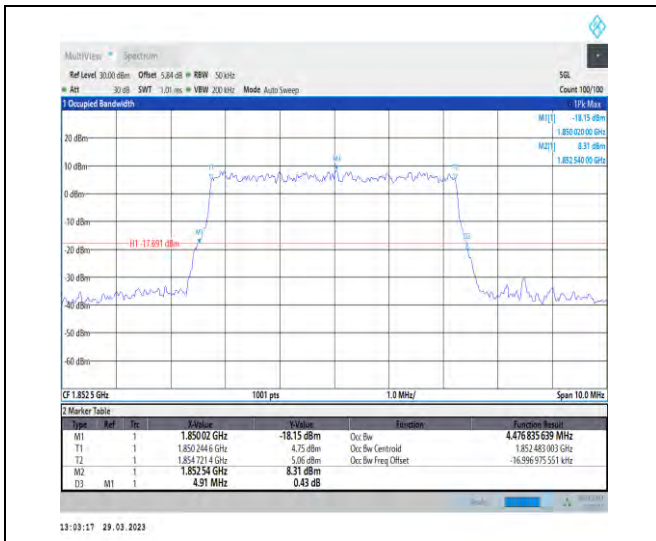 MultiView Spectrum
Ref Level 30.00 dBm Offset 5.84 dB RBW 50 kHz SGL
Att 30 dB SWT 1.01 ms VBW 200 kHz Mode Auto Sweep Count 100/100
1 Occupied Bandwidth 1Pk Max
M1[1] -18.15 dBm
1.850 020 00 GHz
M2[1] 8.31 dBm
1.852 540 00 GHz
20 dBm
T1 M2 T2
10 dBm
0 dBm
-10 dBm
M1 D3
H1 -17.691 dBm
-20 dBm
-30 dBm
-40 dBm
-50 dBm
-60 dBm
CF 1.852 5 GHz 1001 pts 1.0 MHz/ Span 10.0 MHz
2 Marker Table
Type Ref Trc X-Value Y-Value Function Function Result
M1 1 1.85002 GHz -18.15 dBm Occ Bw 4.476 835 639 MHz
T1 1 1.850 244 6 GHz 4.75 dBm Occ Bw Centroid 1.852 483 003 GHz
T2 1 1.854 721 4 GHz 5.06 dBm Occ Bw Freq Offset -16.996 975 551 kHz
M2 1 1.85254 GHz 8.31 dBm
D3 M1 1 4.91 MHz 0.43 dB
13:03:17 29.03.2023